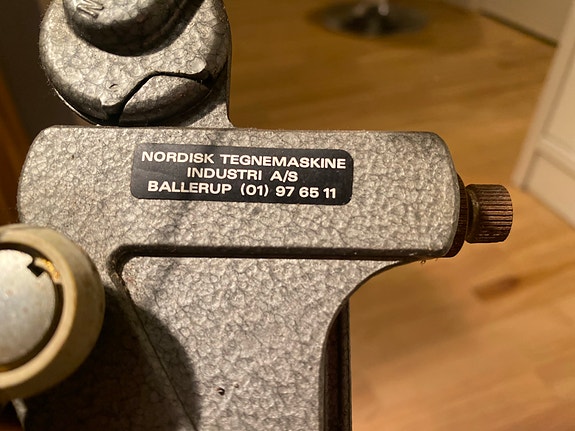 N
NORDISK TEGNEMASKINE
INDUSTRI A/S
BALLERUP (01) 97 65 11